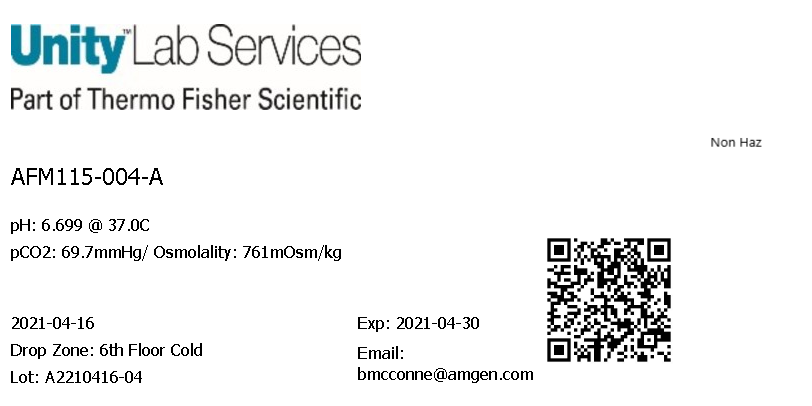 Unity™ Lab Services
Part of Thermo Fisher Scientific
Non Haz
AFM115-004-A
pH: 6.699 @ 37.0C
pCO2: 69.7mmHg/ Osmolality: 761mOsm/kg
2021-04-16
Exp: 2021-04-30
Drop Zone: 6th Floor Cold
Email:
Lot: A2210416-04
bmcconne@amgen.com